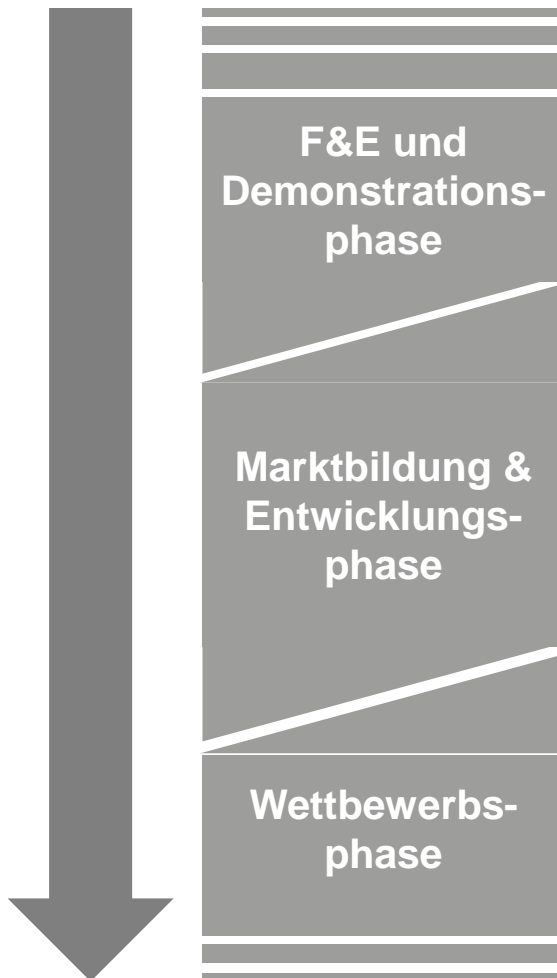 F&E und
Demonstrations-
phase
Marktbildung &
Entwicklungs-
phase
Wettbewerbs-
phase